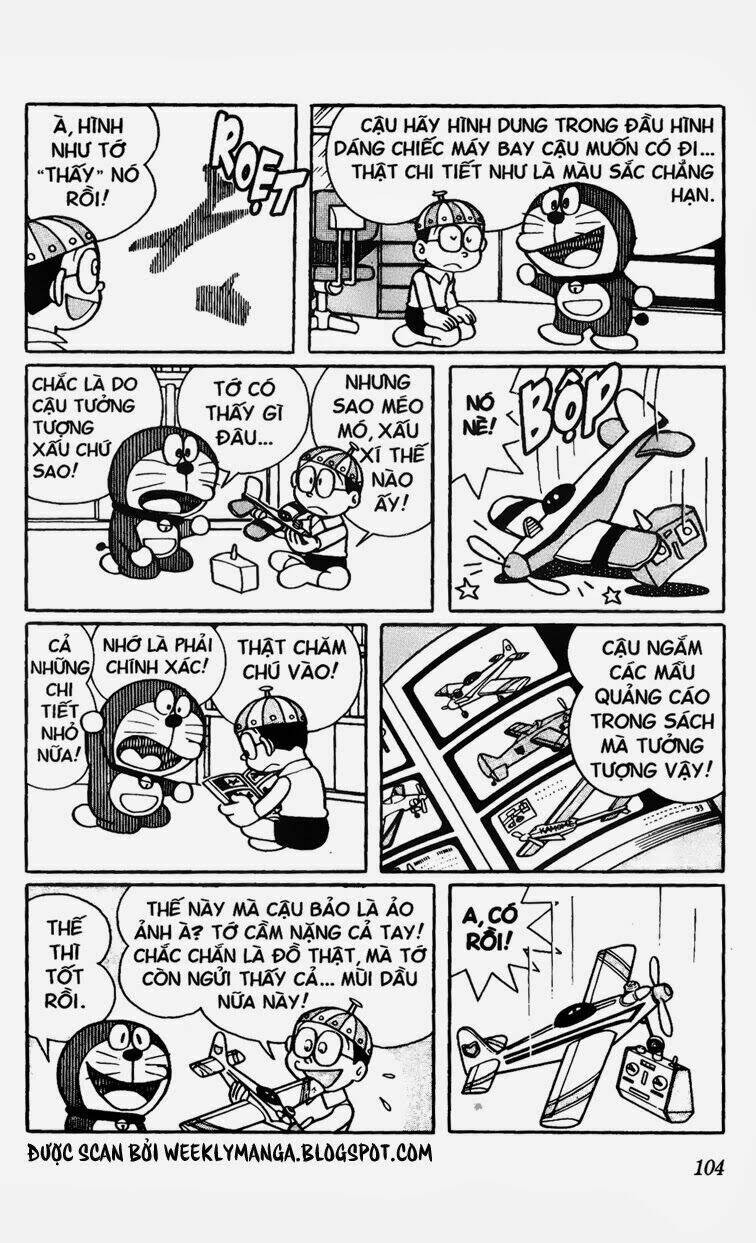 CẬU HÃY HÌNH DUNG TRONG ĐẦU HÌNH
DÁNG CHIẾC MÁY BAY CẬU MUỐN CÓ ĐI...
THẬT CHI TIẾT NHƯ LÀ MÀU SẮC CHẲNG
HẠN.
À, HÌNH
NHƯ TỚ
“THẤY” NÓ
RỒI!
ROẸT
NÓ
NÈ!
BỘP
NHƯNG
SAO MÉO
MÓ, XẤU
XÍ THẾ
NÀO
ẤY!
TỚ CÓ
THẤY GÌ
ĐÂU...
CHẮC LÀ DO
CẬU TƯỞNG
TƯỢNG
XẤU CHỨ
SAO!
CẬU NGẮM
CÁC MẪU
QUẢNG CÁO
TRONG SÁCH
MÀ TƯỞNG
TƯỢNG VẬY!
THẬT CHĂM
CHÚ VÀO!
NHỚ LÀ PHẢI
CHÍNH XÁC!
CẢ
NHỮNG
CHI
TIẾT
NHỎ
NỮA!
A, CÓ
RỒI!
THẾ NÀY MÀ CẬU BẢO LÀ ẢO
ẢNH À? TỚ CẦM NẶNG CẢ TAY!
CHẮC CHẮN LÀ ĐỒ THẬT, MÀ TỚ
CÒN NGỬI THẤY CẢ... MÙI DẦU
NỮA NÀY!
THẾ
THÌ
TỐT
RỒI.
ĐƯỢC SCAN BỞI WEEKLYMANGA.BLOGSPOT.COM
104